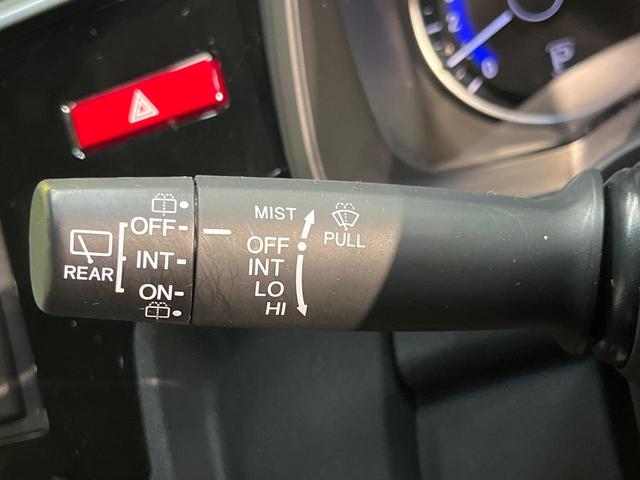 OFF
REAR
INT
ON
MIST
OFF
INT
LO
HI
PULL
P